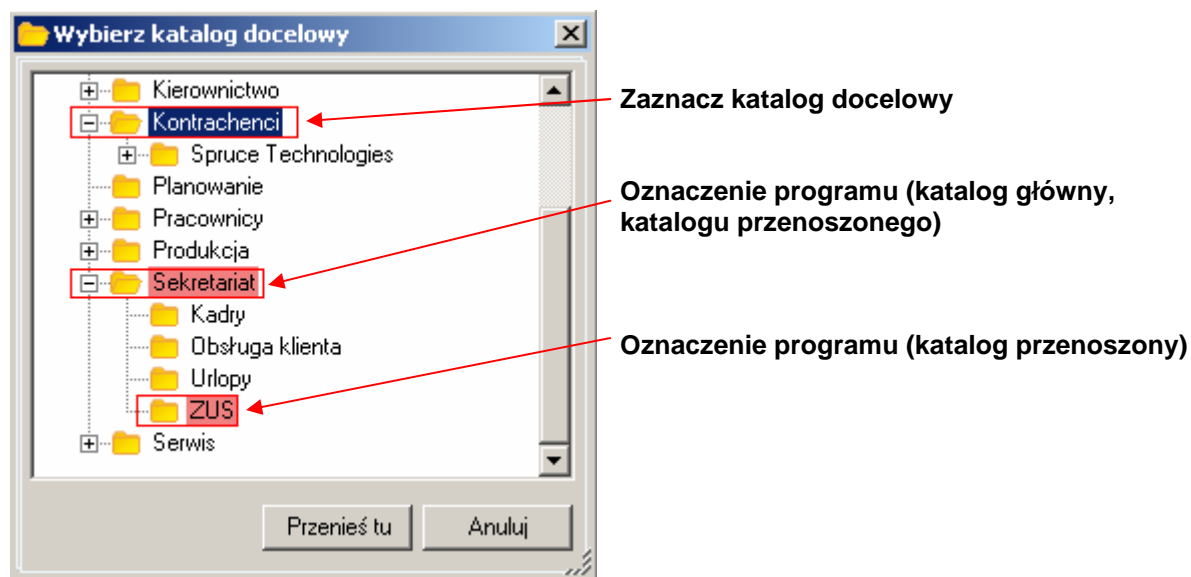 Wybierz katalog docelowy
Kierownictwo
Kontrachenci
Spruce Technologies
Planowanie
Pracownicy
Produkcja
Sekretariat
Kadry
Obsługa klienta
Urlopy
ZUS
Serwis
Przenieś tu
Anuluj
Zaznacz katalog docelowy
Oznaczenie programu (katalog główny,
katalogu przenoszonego)
Oznaczenie programu (katalog przenoszony)